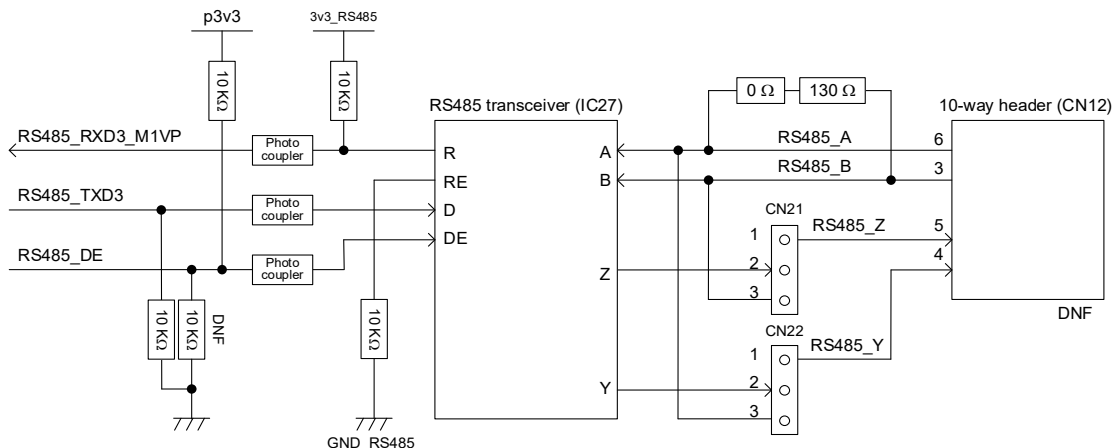 p3v3
3v3_RS485
10 KΩ
10 KΩ
0 Ω
130 Ω
RS485 transceiver (IC27)
10-way header (CN12)
RS485_RXD3_M1VP
Photo
coupler
R
A
RS485_A
6
RE
B
RS485_B
3
RS485_TXD3
Photo
coupler
D
CN21
1
RS485_Z
5
DE
RS485_DE
Photo
coupler
Z
2
4
3
10 KΩ
10 KΩ
DNF
10 KΩ
DNF
CN22
1
RS485_Y
Y
2
3
GND_RS485